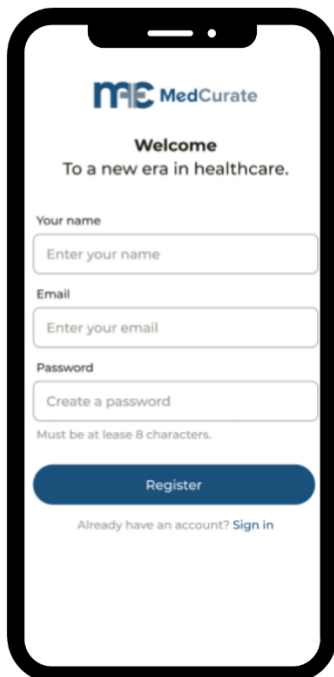 MedCurate
Welcome
To a new era in healthcare.
Your name
Enter your name
Email
Enter your email
Password
Create a password
Must be at lease 8 characters.
Register
Already have an account? Sign in